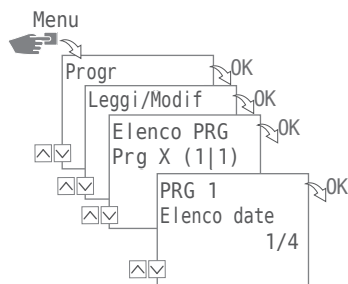 Menu
Progr
OK
Leggi/Modif
OK
Elenco PRG
Prg X (1|1)
OK
PRG 1
Elenco date
1/4
OK